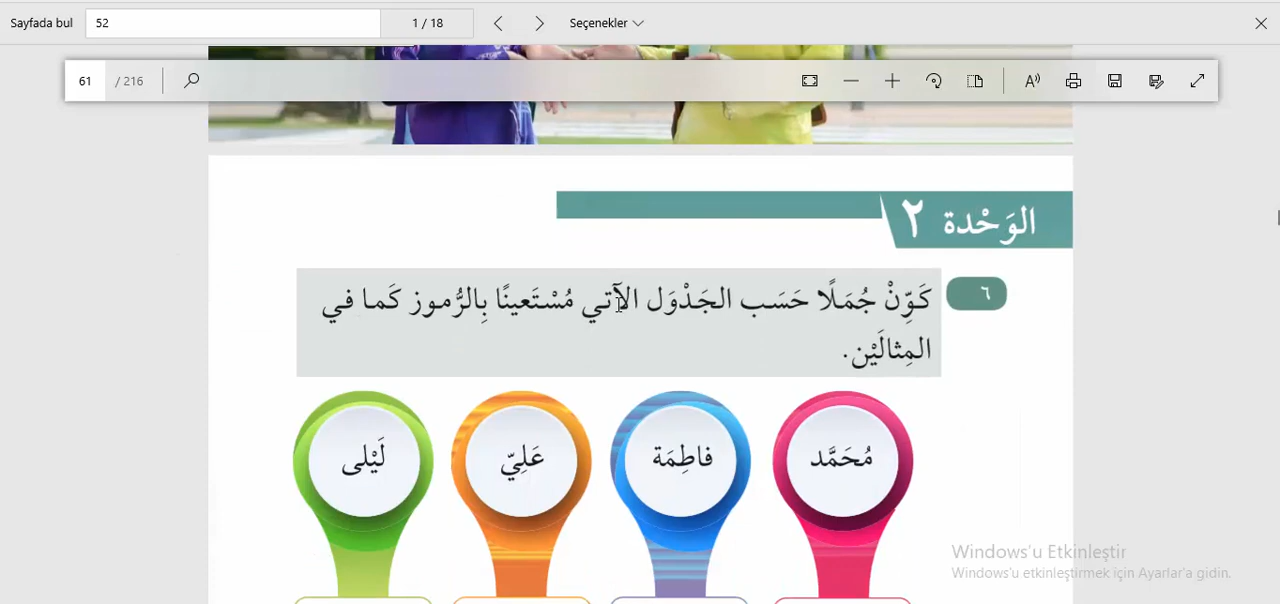 Sayfada bul
52
1 / 18
Seçenekler
61
/ 216
الوَحْدة ٢
٦
كَوِّنْ جُمَلًا حَسَب الجَدْوَل الآتي مُسْتَعينًا بِالرُّموز كَما في
المِثالَيْن.
مُحَمَّد
فاطِمَة
عَلِيّ
لَيْلى
Windows'u Etkinleştir
Windows'u etkinleştirmek için Ayarlar'a gidin.